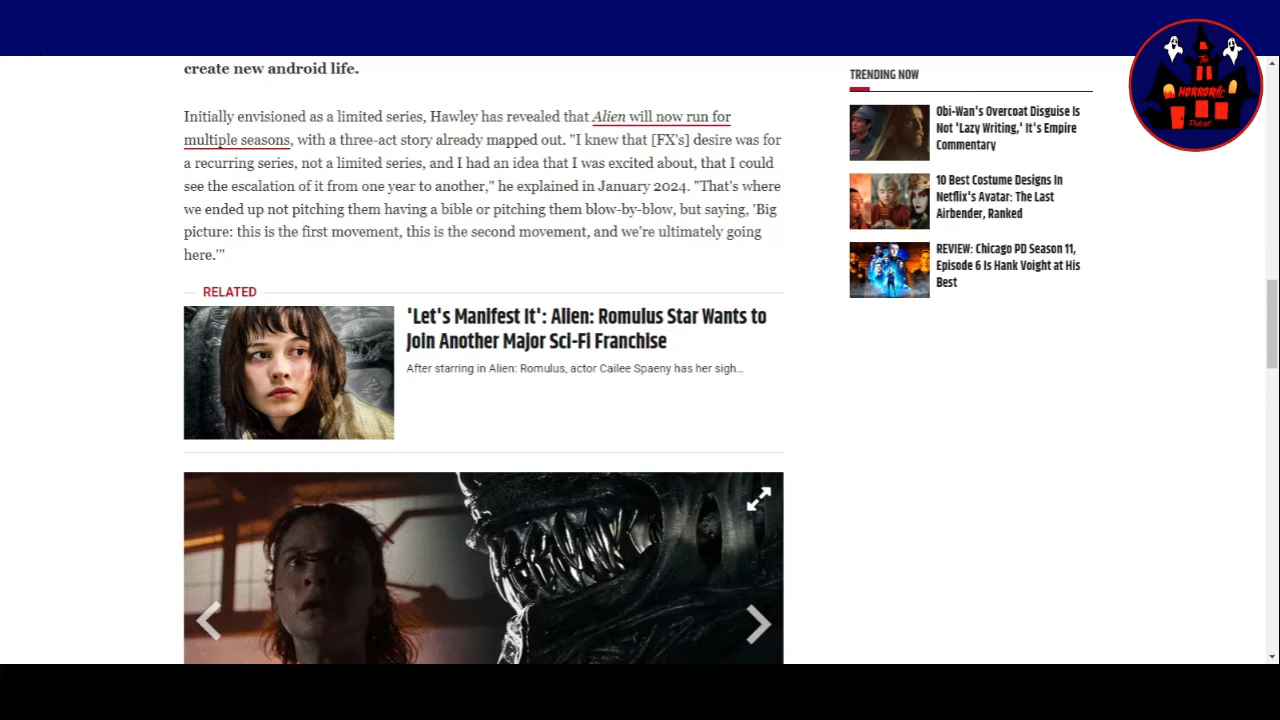 create new android life.
Initially envisioned as a limited series, Hawley has revealed that Alien will now run for
multiple seasons, with a three-act story already mapped out. "I knew that [FX's] desire was for
a recurring series, not a limited series, and I had an idea that I was excited about, that I could
see the escalation of it from one year to another," he explained in January 2024. "That's where
we ended up not pitching them having a bible or pitching them blow-by-blow, but saying, 'Big
picture: this is the first movement, this is the second movement, and we're ultimately going
here.'"
RELATED
'Let's Manifest It': Alien: Romulus Star Wants to
Join Another Major Sci-Fi Franchise
After starring in Alien: Romulus, actor Cailee Spaeny has her sigh...
TRENDING NOW
Obi-Wan's Overcoat Disguise Is
Not 'Lazy Writing,' It's Empire
Commentary
10 Best Costume Designs In
Netflix's Avatar: The Last
Airbender, Ranked
REVIEW: Chicago PD Season 11,
Episode 6 Is Hank Voight at His
Best
The
Podcast